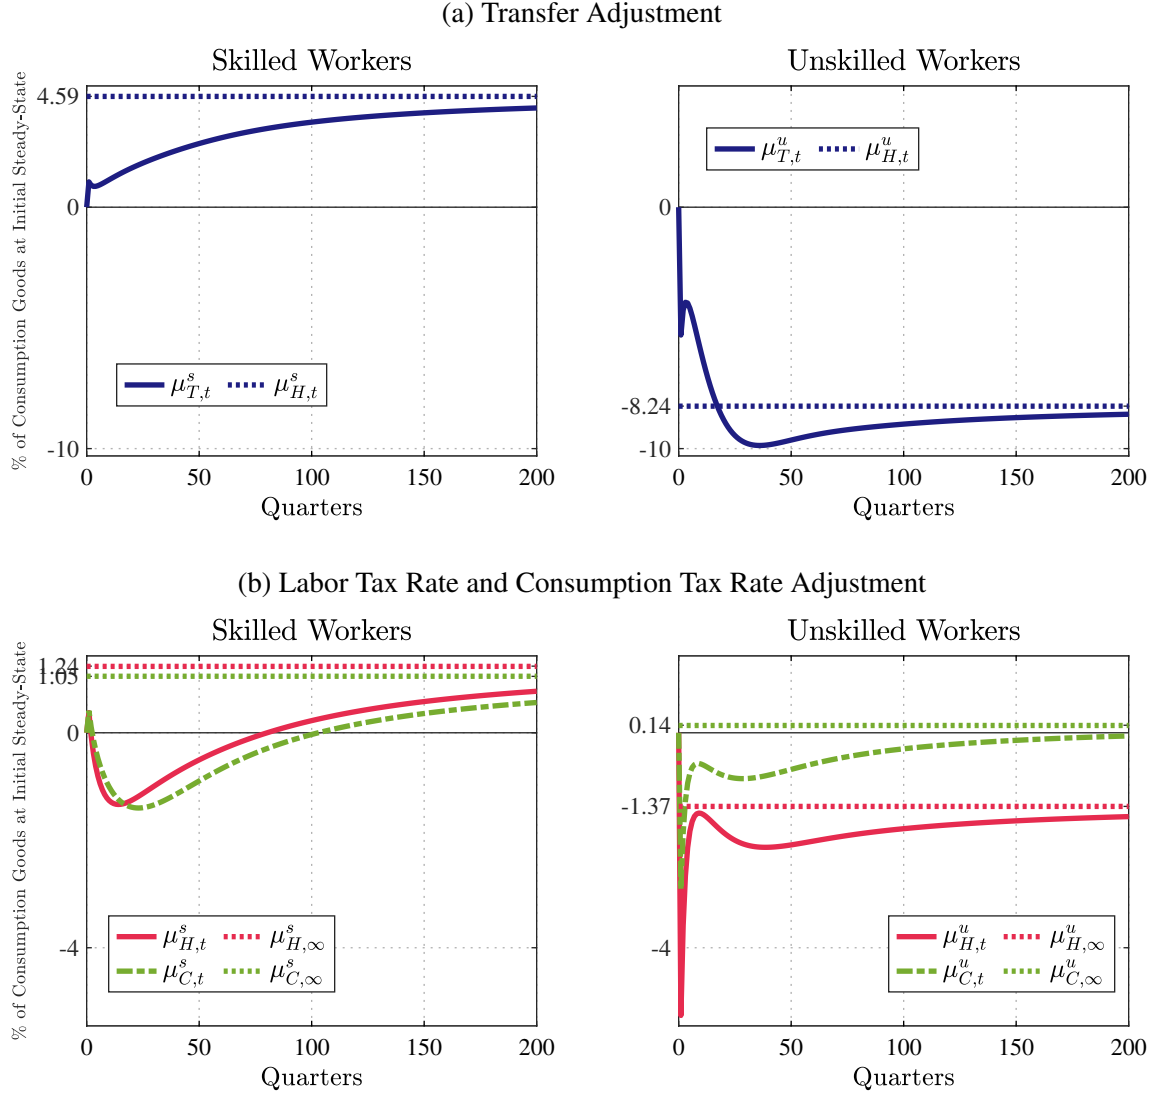 (a) Transfer Adjustment
Skilled Workers
Unskilled Workers
% of Consumption Goods at Initial Steady-State
4.59
0
-10
μ^s_{T,t} μ^s_{H,t}
0 50 100 150 200
Quarters
μ^u_{T,t} μ^u_{H,t}
0
-8.24
-10
0 50 100 150 200
Quarters
(b) Labor Tax Rate and Consumption Tax Rate Adjustment
Skilled Workers
Unskilled Workers
% of Consumption Goods at Initial Steady-State
1.24
1.05
0
-4
μ^s_{H,t} μ^s_{H,∞}
μ^s_{C,t} μ^s_{C,∞}
0 50 100 150 200
Quarters
0.14
-1.37
-4
μ^u_{H,t} μ^u_{H,∞}
μ^u_{C,t} μ^u_{C,∞}
0 50 100 150 200
Quarters